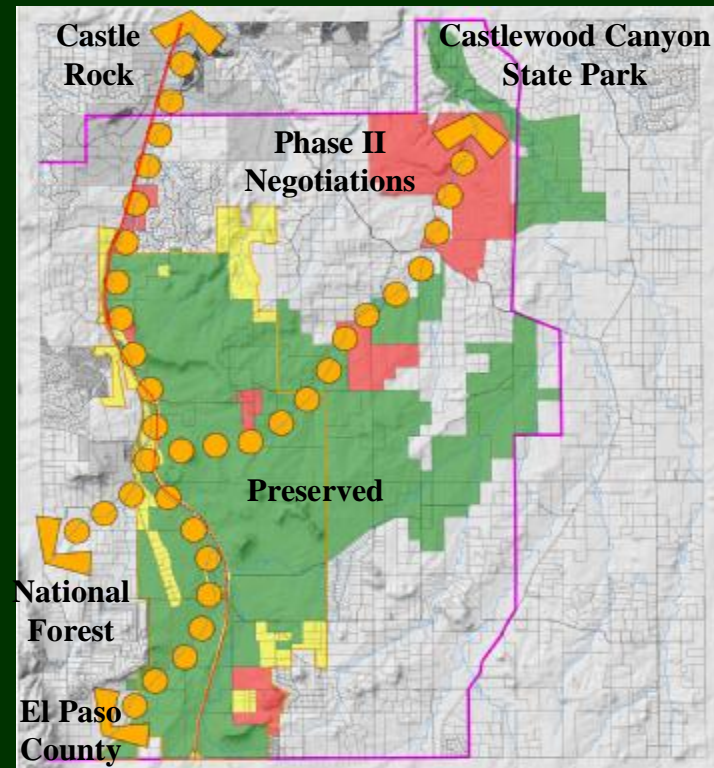 Castle
Rock
Castlewood Canyon
State Park
Phase II
Negotiations
Preserved
National
Forest
El Paso
County